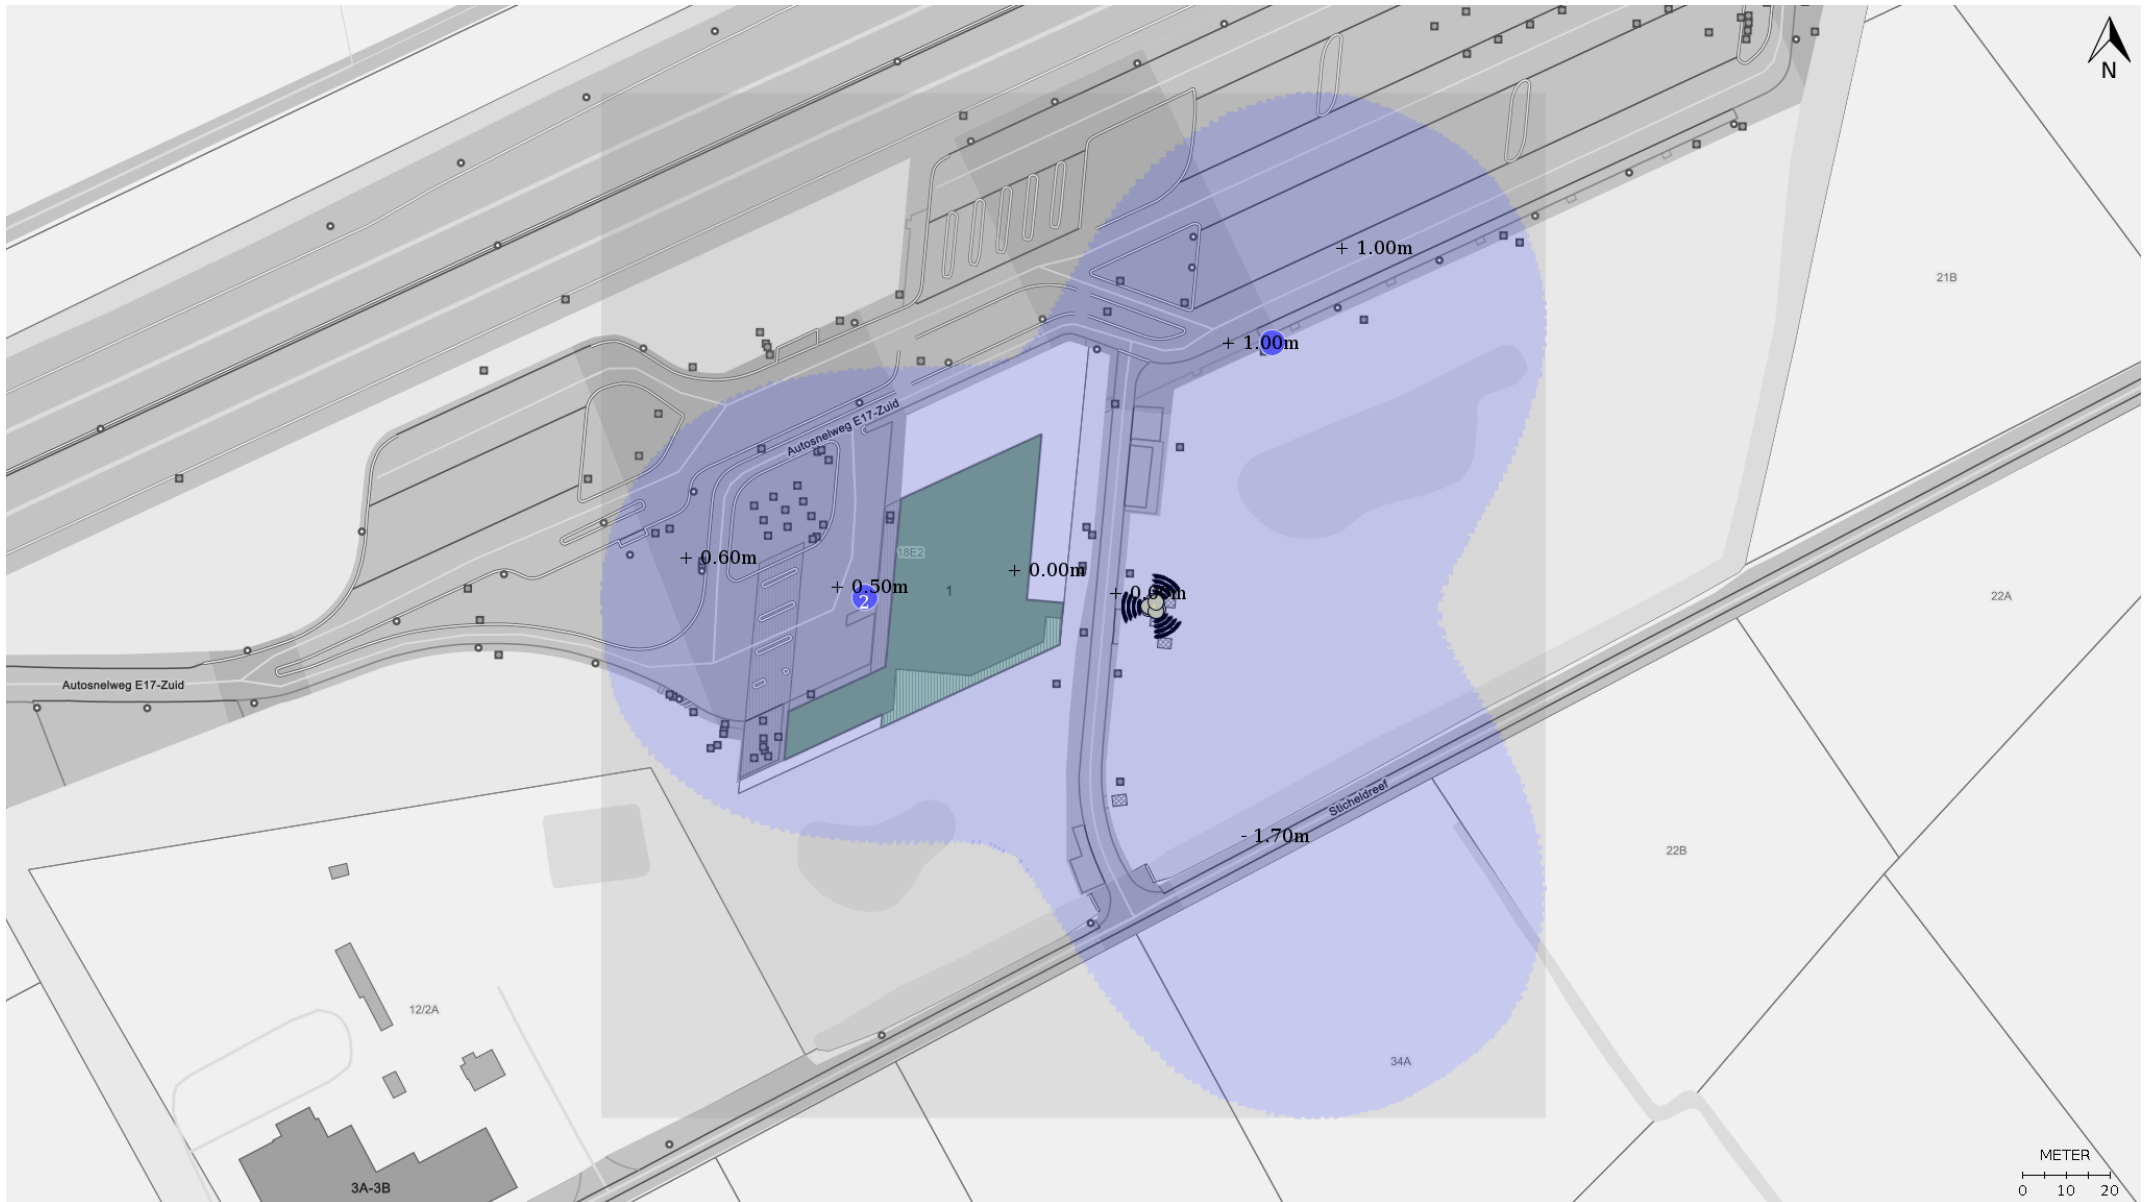 N
21B
+ 1.00m
+ 1.00m
Autosnelweg E17-Zuid
18E2
+ 0.60m
+ 0.50m
2
1
+ 0.00m
22A
Autosnelweg E17-Zuid
Sticheldreef
- 1.70m
22B
12/2A
34A
3A-3B
METER
0 10 20